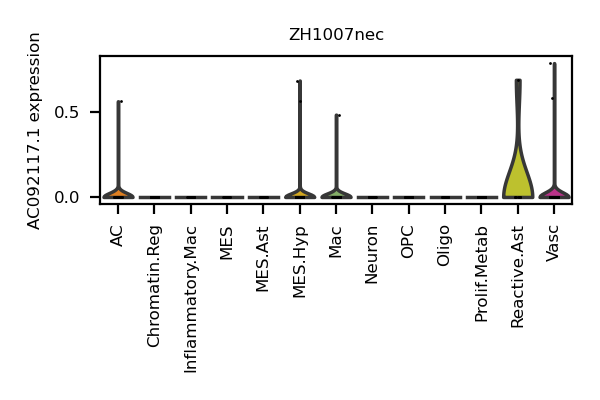 ZH1007nec
AC092117.1 expression
0.5
0.0
AC
Chromatin.Reg
Inflammatory.Mac
MES
MES.Ast
MES.Hyp
Mac
Neuron
OPC
Oligo
Prolif.Metab
Reactive.Ast
Vasc